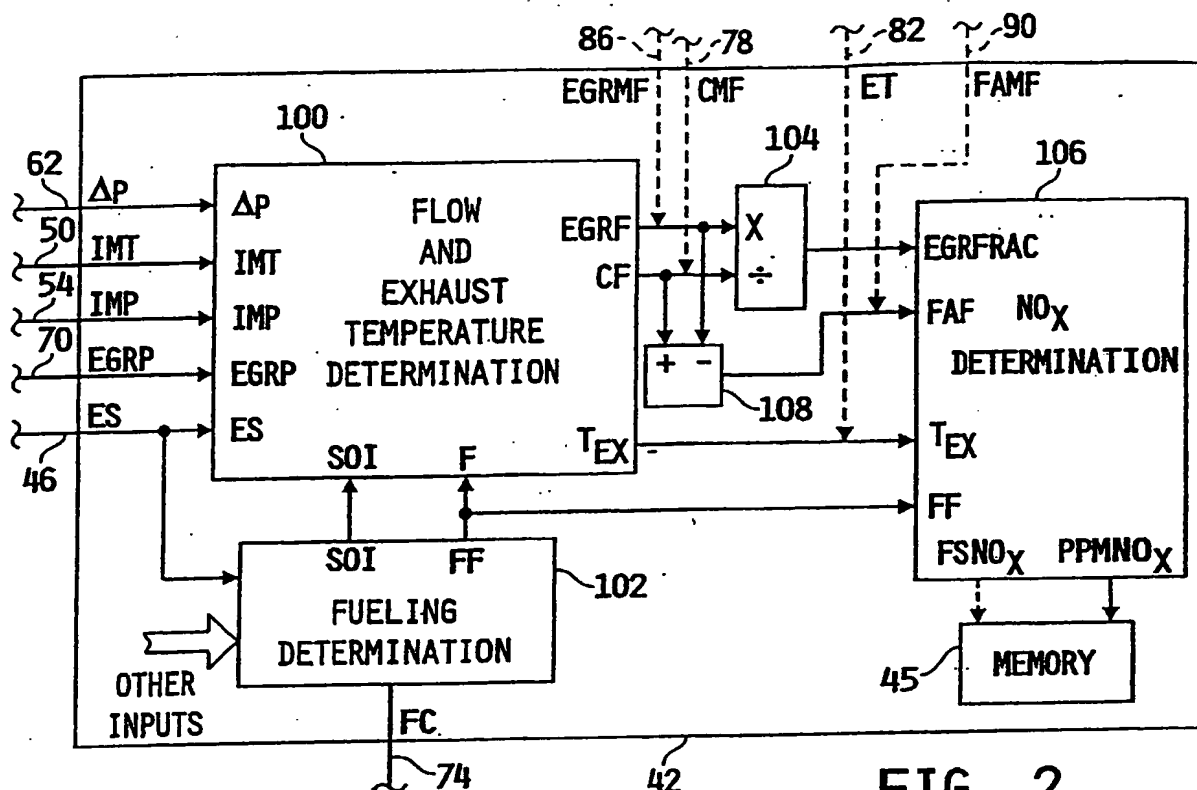 86
78
82
90
EGRMF
CMF
ET
FAMF
100
104
106
62
ΔP
50
IMT
54
IMP
70
EGRP
ES
46
ΔP
IMT
IMP
EGRP
ES
FLOW
AND
EXHAUST
TEMPERATURE
DETERMINATION
EGRF
CF
TEX
SOI
F
X
÷
+ -
108
EGRFRAC
FAF
NOX
DETERMINATION
TEX
FF
FSNOX
PPMNOX
SOI
FF
FUELING
DETERMINATION
102
OTHER
INPUTS
45
MEMORY
FC
74
42
FIG. 2